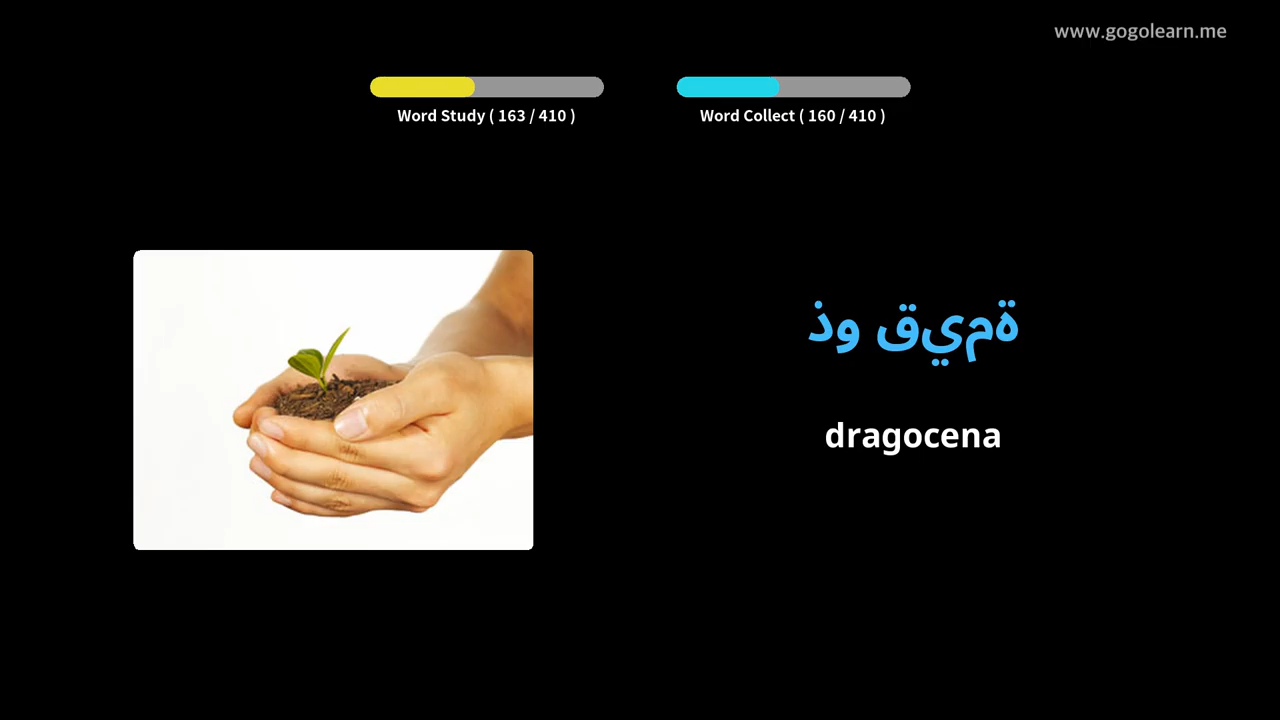 www.gogolearn.me
Word Study ( 163 / 410 )
Word Collect ( 160 / 410 )
ذو قيمة
dragocena